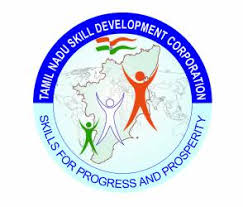 TAMIL NADU SKILL DEVELOPMENT CORPORATION
SKILLS FOR PROGRESS AND PROSPERITY